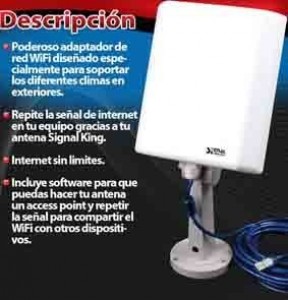 Descripción
Poderoso adaptador de
red WiFi diseñado espe-
cialmente para soportar
los diferentes climas en
exteriores.
Repite la señal de internet
en tu equipo gracias a tu
antena Signal King.
Internet sin limites.
Incluye software para que
puedas hacer tu antena
un access point y repetir
la señal para compartir el
WiFi con otros dispositi-
vos.